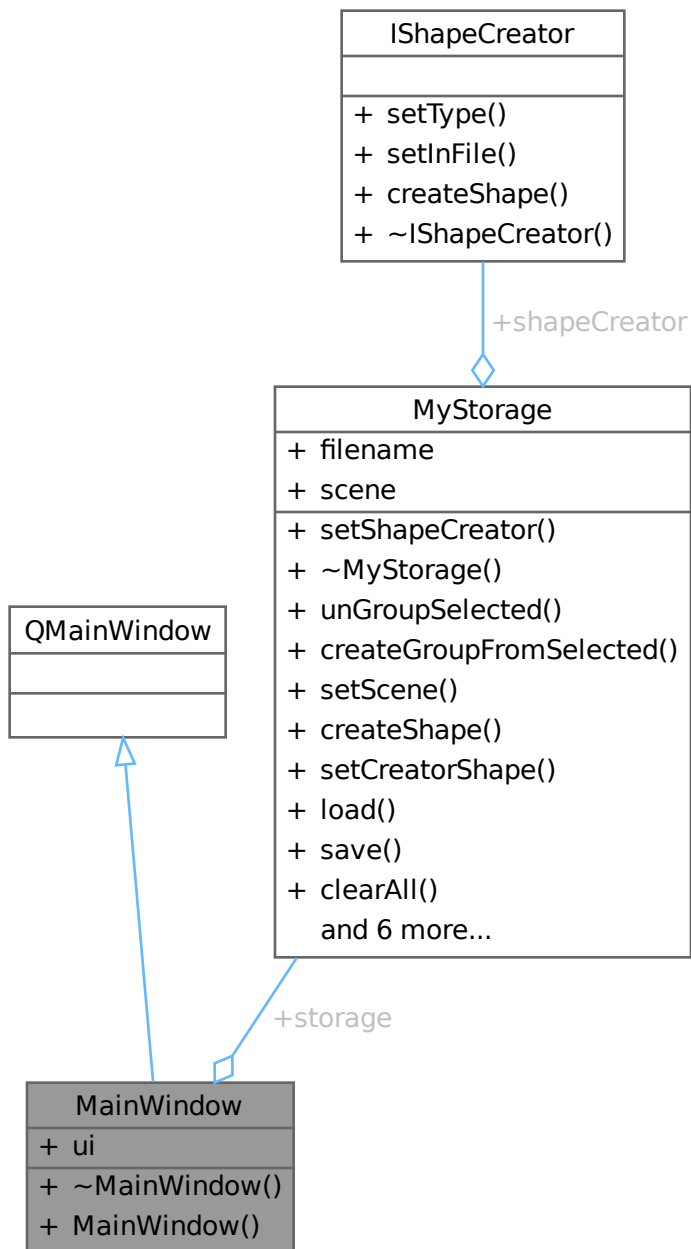 IShapeCreator
+ setType()
+ setInFile()
+ createShape()
+ ~IShapeCreator()
+shapeCreator
MyStorage
+ filename
+ scene
+ setShapeCreator()
+ ~MyStorage()
+ unGroupSelected()
+ createGroupFromSelected()
+ setScene()
+ createShape()
+ setCreatorShape()
+ load()
+ save()
+ clearAll()
and 6 more...
QMainWindow
+storage
MainWindow
+ ui
+ ~MainWindow()
+ MainWindow()